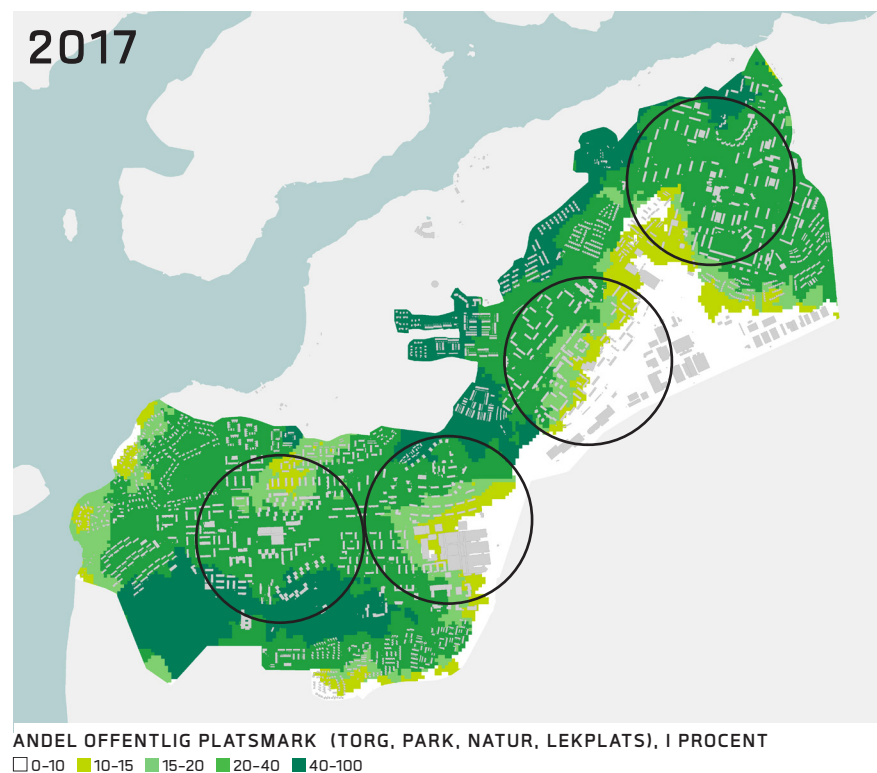 2017
ANDEL OFFENTLIG PLATSMARK (TORG, PARK, NATUR, LEKPLATS), I PROCENT
0–10 10–15 15–20 20–40 40–100